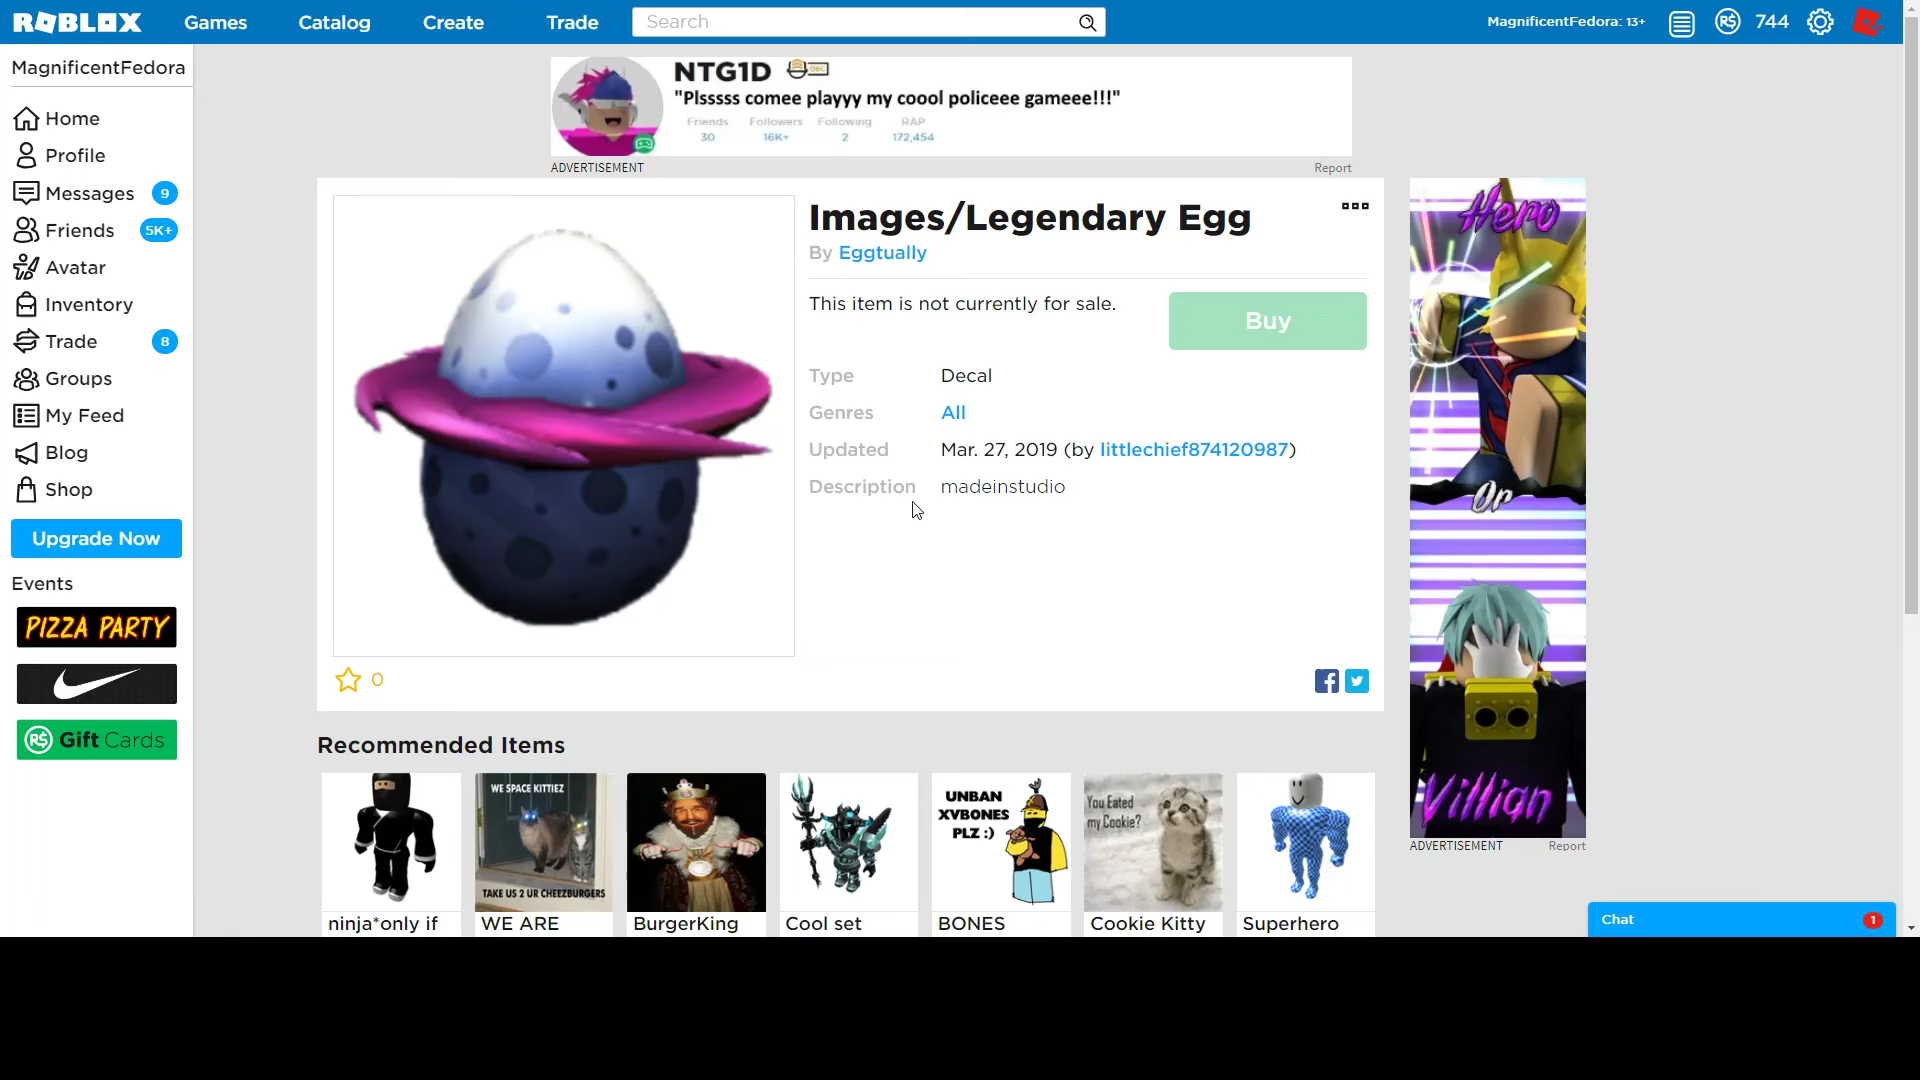 ROBLOX Games Catalog Create Trade Search MagnificentFedora: 13+ 744
MagnificentFedora
Home
Profile
Messages 9
Friends 5K+
Avatar
Inventory
Trade 8
Groups
My Feed
Blog
Shop
Upgrade Now
Events
PIZZA PARTY
Gift Cards
NTG1D
"Plsssss comee playyy my coool policeee gameee!!!"
Friends Followers Following RAP
30 16K+ 2 172,454
ADVERTISEMENT Report
Images/Legendary Egg
By Eggtually
This item is not currently for sale.
Buy
Type Decal
Genres All
Updated Mar. 27, 2019 (by littlechief874120987)
Description madeinstudio
0
Hero
Or
Villian
ADVERTISEMENT Report
Recommended Items
WE SPACE KITTIEZ
TAKE US 2 UR CHEEZBURGERS
UNBAN
XVBONES
PLZ :)
You Eated
my Cookie?
ninja*only if WE ARE BurgerKing Cool set BONES Cookie Kitty Superhero
Chat 1